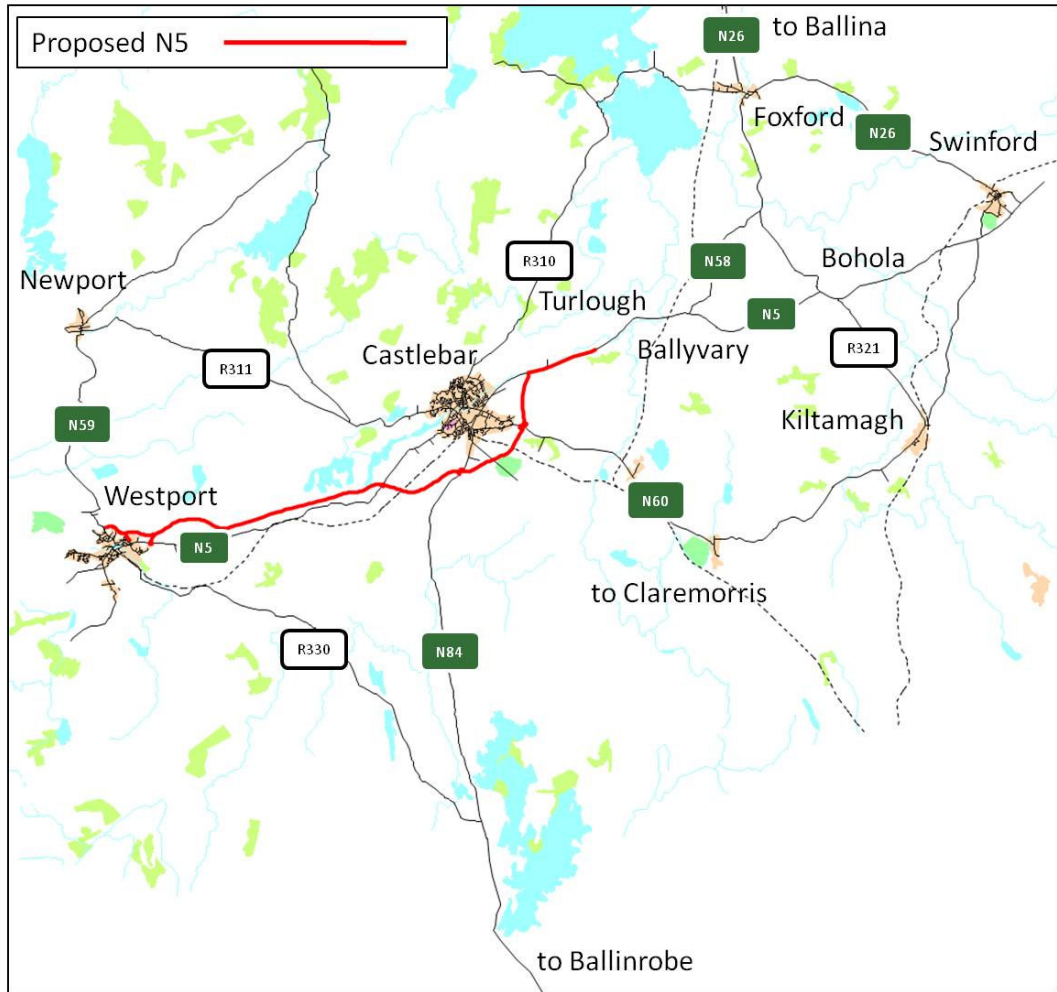 Proposed N5
N26
to Ballina
Foxford
N26
Swinford
R310
N58
Bohola
Newport
Turlough
N5
Castlebar
Ballyvary
R321
R311
Kiltamagh
N59
Westport
N60
N5
to Claremorris
R330
N84
to Ballinrobe